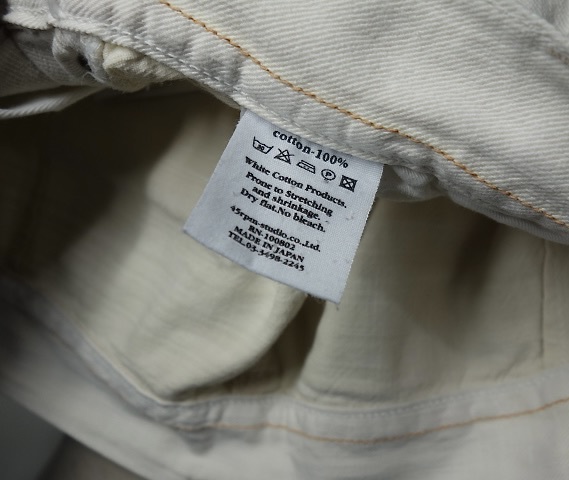 cotton-100%
White Cotton Products.
Prone to Stretching
and shrinkage.
Dry flat.No bleach.
45rpm-studio.co.,Ltd.
RN-100802
MADE IN JAPAN
TEL.03-3498-2245